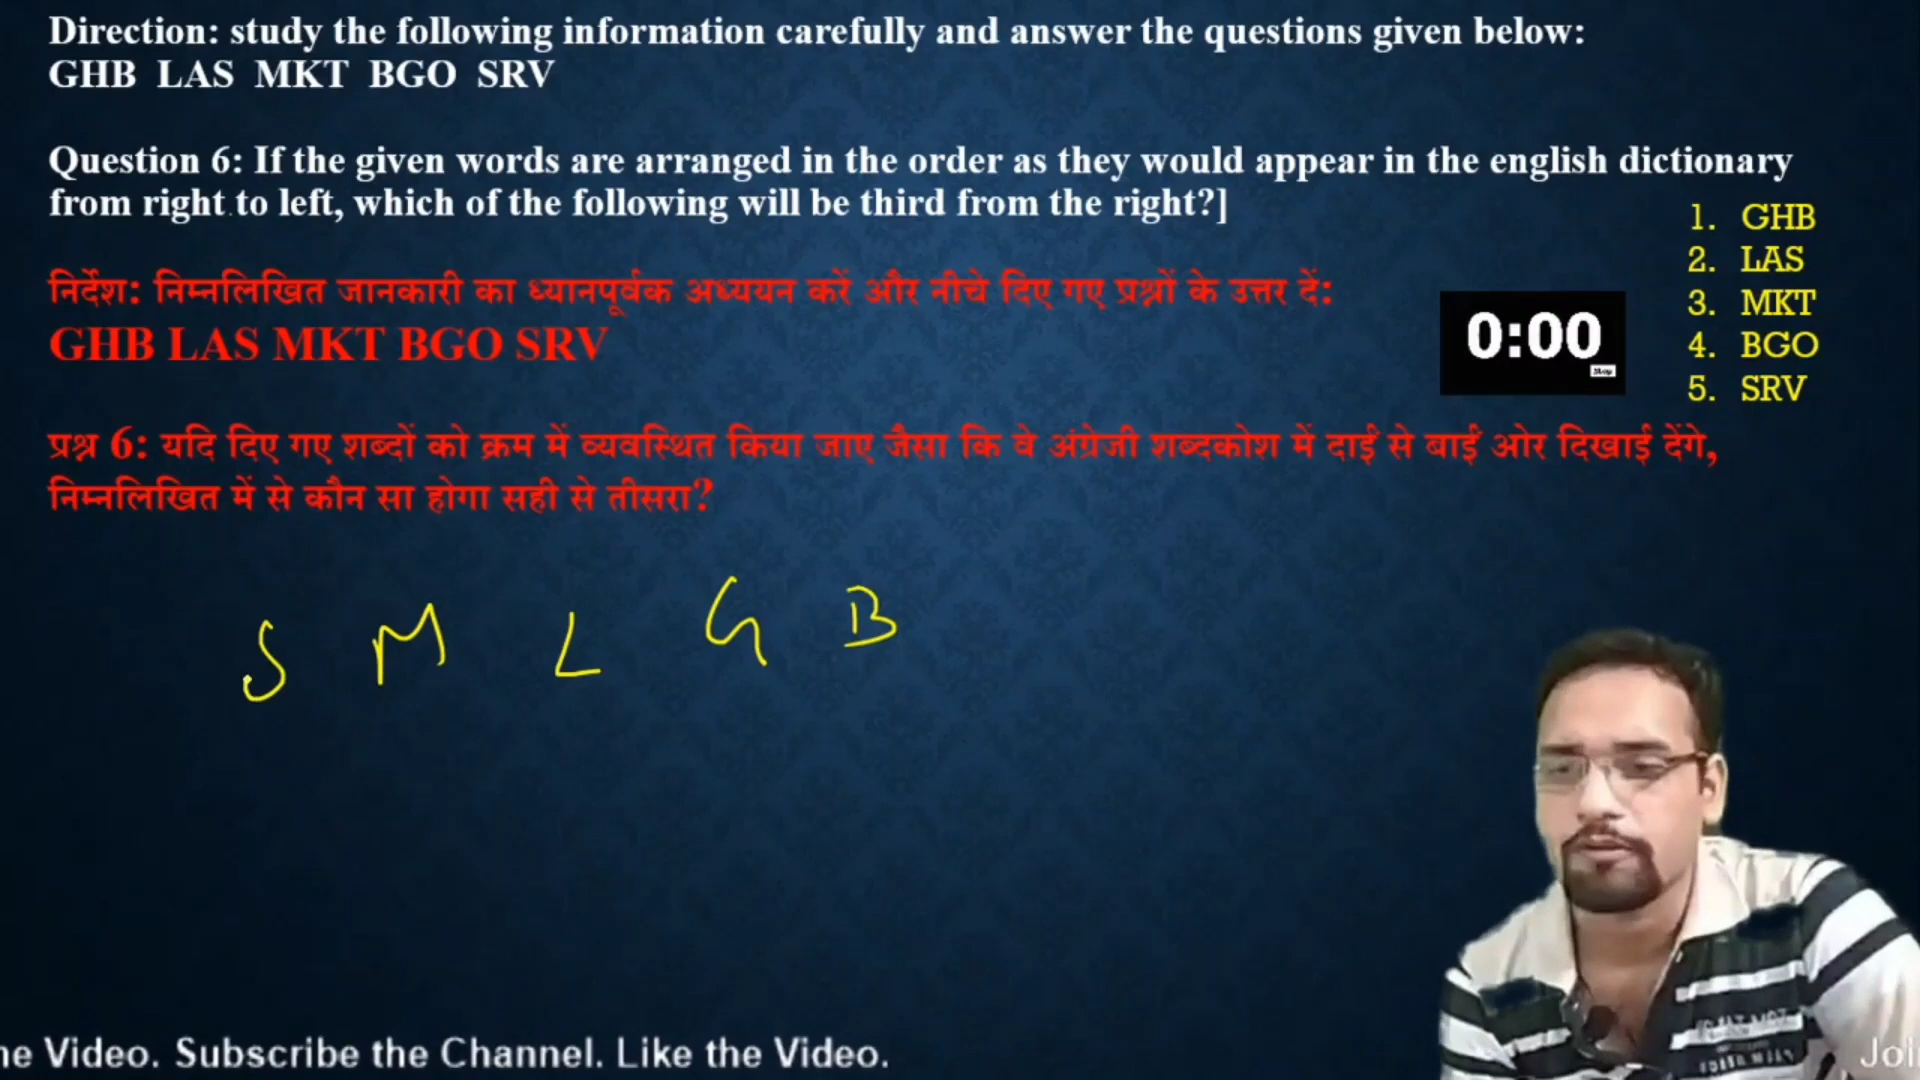 Direction: study the following information carefully and answer the questions given below:
GHB LAS MKT BGO SRV
Question 6: If the given words are arranged in the order as they would appear in the english dictionary
from right to left, which of the following will be third from the right?]
1. GHB
2. LAS
3. MKT
4. BGO
5. SRV
निर्देश: निम्नलिखित जानकारी का ध्यानपूर्वक अध्ययन करें और नीचे दिए गए प्रश्नों के उत्तर दें:
GHB LAS MKT BGO SRV
0:00
प्रश्न 6: यदि दिए गए शब्दों को क्रम में व्यवस्थित किया जाए जैसा कि वे अंग्रेजी शब्दकोश में दाईं से बाईं ओर दिखाई देंगे,
निम्नलिखित में से कौन सा होगा सही से तीसरा?
S M L G B
he Video. Subscribe the Channel. Like the Video.
Joi